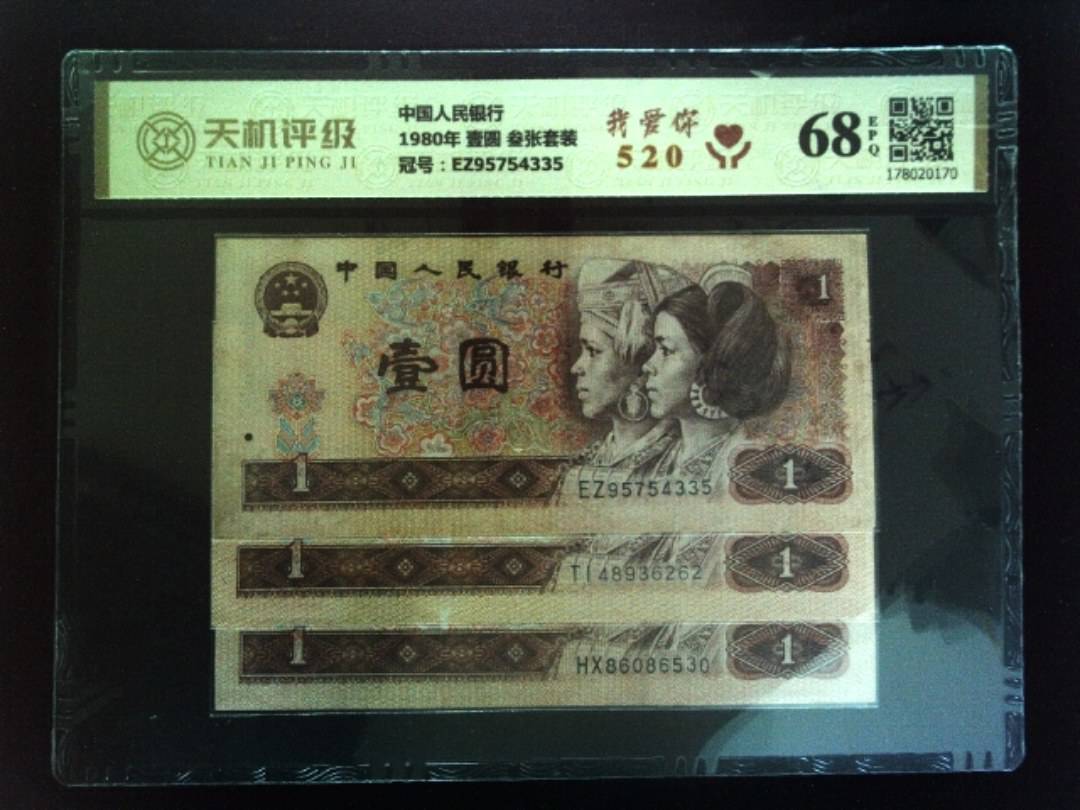 天机评级
TIAN JI PING JI
中国人民银行
1980年 壹圆 叁张套装
冠号：EZ95754335
我爱你
520
68
EPQ
178020170
中国人民银行
1
壹圆
1
EZ95754335
1
1
TI48936262
1
1
HX86086530
1